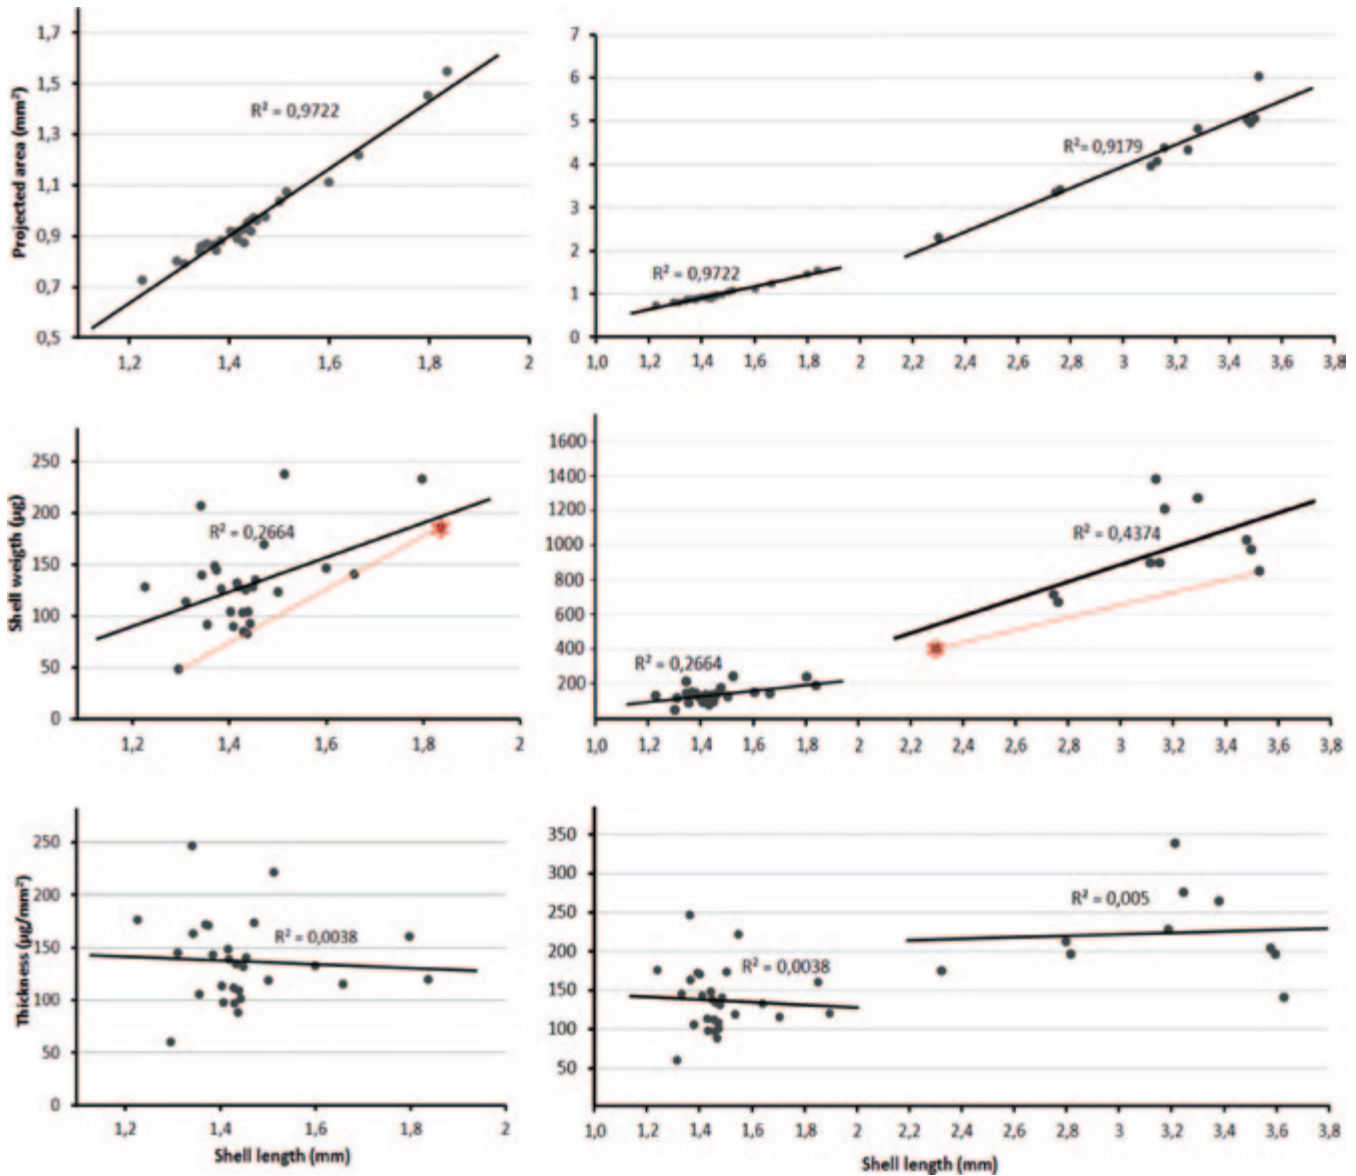 Projected area (mm²)
1,7
1,5
1,3
1,1
0,9
0,7
0,5
R² = 0,9722
1,2 1,4 1,6 1,8 2
7
6
5
4
3
2
1
0
R² = 0,9722
R² = 0,9179
1,0 1,2 1,4 1,6 1,8 2 2,2 2,4 2,6 2,8 3 3,2 3,4 3,6 3,8
Shell weigth (µg)
250
200
150
100
50
0
R² = 0,2664
1,2 1,4 1,6 1,8 2
1600
1400
1200
1000
800
600
400
200
R² = 0,2664
R² = 0,4374
1,0 1,2 1,4 1,6 1,8 2 2,2 2,4 2,6 2,8 3 3,2 3,4 3,6 3,8
Thickness (µg/mm²)
250
200
150
100
50
0
R² = 0,0038
1,2 1,4 1,6 1,8 2
Shell length (mm)
350
300
250
200
150
100
50
R² = 0,0038
R² = 0,005
1,0 1,2 1,4 1,6 1,8 2 2,2 2,4 2,6 2,8 3 3,2 3,4 3,6 3,8
Shell length (mm)